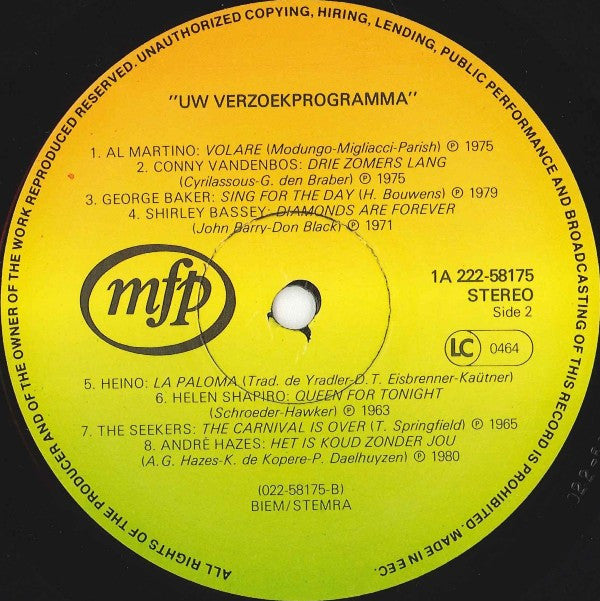 ALL RIGHTS OF THE PRODUCER AND OF THE OWNER OF THE WORK REPRODUCED RESERVED. UNAUTHORIZED COPYING, HIRING, LENDING, PUBLIC PERFORMANCE AND BROADCASTING OF THIS RECORD IS PROHIBITED. MADE IN EEC.
"UW VERZOEKPROGRAMMA"
1. AL MARTINO: VOLARE (Modungo-Migliacci-Parish) ℗ 1975
2. CONNY VANDENBOS: DRIE ZOMERS LANG
(Cyrilassous-G. den Braber) ℗ 1975
3. GEORGE BAKER: SING FOR THE DAY (H. Bouwens) ℗ 1979
4. SHIRLEY BASSEY: DIAMONDS ARE FOREVER
(John Barry-Don Black) ℗ 1971
mfp
1A 222-58175
STEREO
Side 2
LC 0464
5. HEINO: LA PALOMA (Trad. de Yradler-D.T. Eisbrenner-Kaütner)
6. HELEN SHAPIRO: QUEEN FOR TONIGHT
(Schroeder-Hawker) ℗ 1963
7. THE SEEKERS: THE CARNIVAL IS OVER (T. Springfield) ℗ 1965
8. ANDRÉ HAZES: HET IS KOUD ZONDER JOU
(A.G. Hazes-K. de Kopere-P. Daelhuyzen) ℗ 1980
(022-58175-B)
BIEM/STEMRA